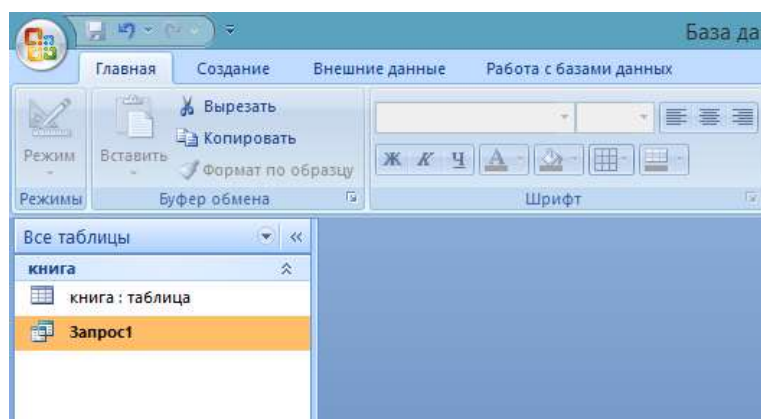 База да
Главная Создание Внешние данные Работа с базами данных
Режим
Вставить
Вырезать
Копировать
Формат по образцу
Ж К Ч
Режимы Буфер обмена Шрифт
Все таблицы
книга
книга : таблица
Запрос1